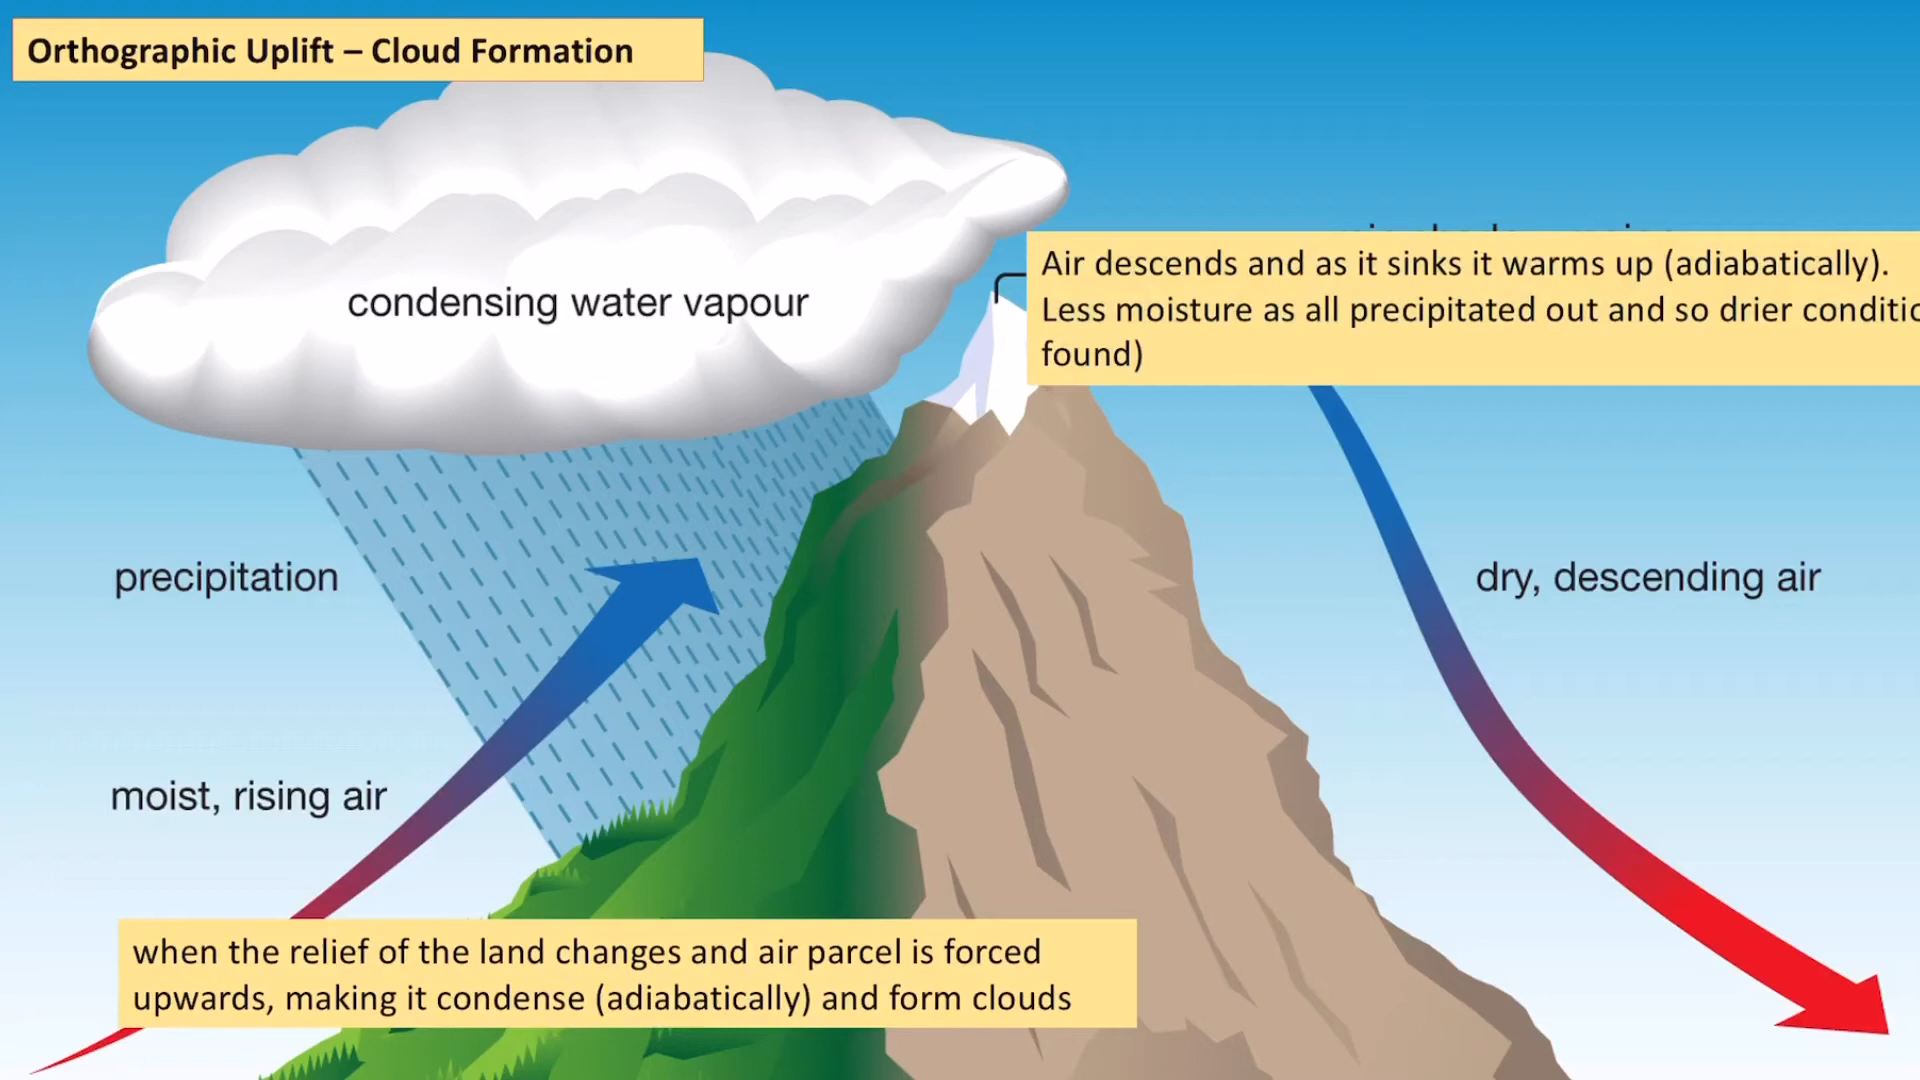 Orthographic Uplift – Cloud Formation
condensing water vapour
Air descends and as it sinks it warms up (adiabatically).
Less moisture as all precipitated out and so drier
found)
precipitation
dry, descending air
moist, rising air
when the relief of the land changes and air parcel is forced
upwards, making it condense (adiabatically) and form clouds